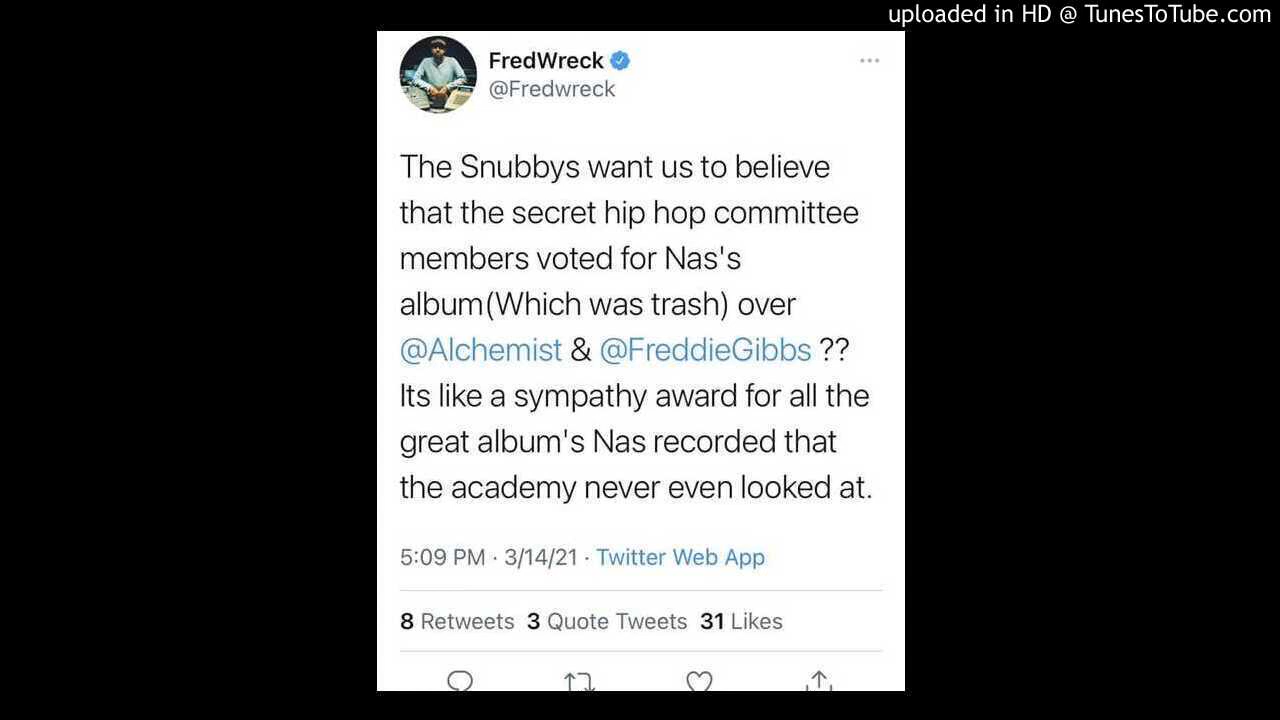 uploaded in HD @ TunesToTube.com
FredWreck
@Fredwreck
The Snubbys want us to believe
that the secret hip hop committee
members voted for Nas's
album(Which was trash) over
@Alchemist & @FreddieGibbs ??
Its like a sympathy award for all the
great album's Nas recorded that
the academy never even looked at.
5:09 PM · 3/14/21 · Twitter Web App
8 Retweets 3 Quote Tweets 31 Likes